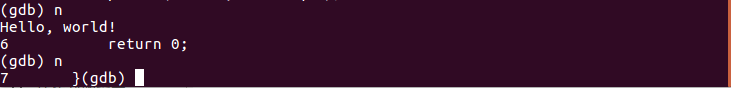 (gdb) n
Hello, world!
6	    return 0;
(gdb) n
7	}(gdb)